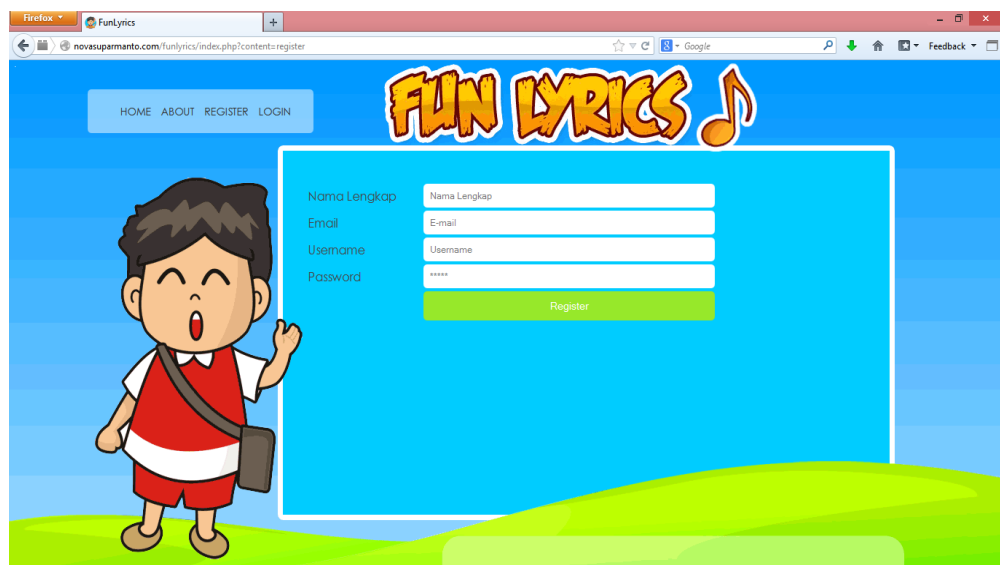 Firefox
FunLyrics
novasuparmanto.com/funlyrics/index.php?content=register
Google
Feedback
HOME ABOUT REGISTER LOGIN
FUN LYRICS
Nama Lengkap Nama Lengkap
Email E-mail
Username Username
Password *****
Register